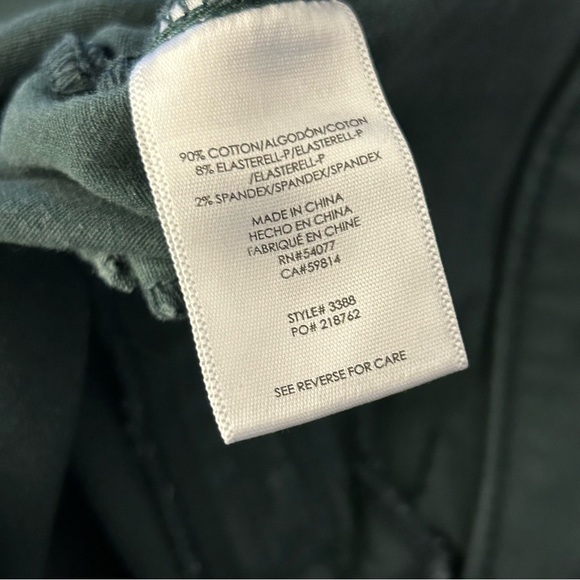 90% COTTON/ALGODÓN/COTON
8% ELASTERELL-P/ELASTERELL-P
/ELASTERELL-P
2% SPANDEX/SPANDEX/SPANDEX
MADE IN CHINA
HECHO EN CHINA
FABRIQUÉ EN CHINE
RN#54077
CA#59814
STYLE# 3388
PO# 218762
SEE REVERSE FOR CARE